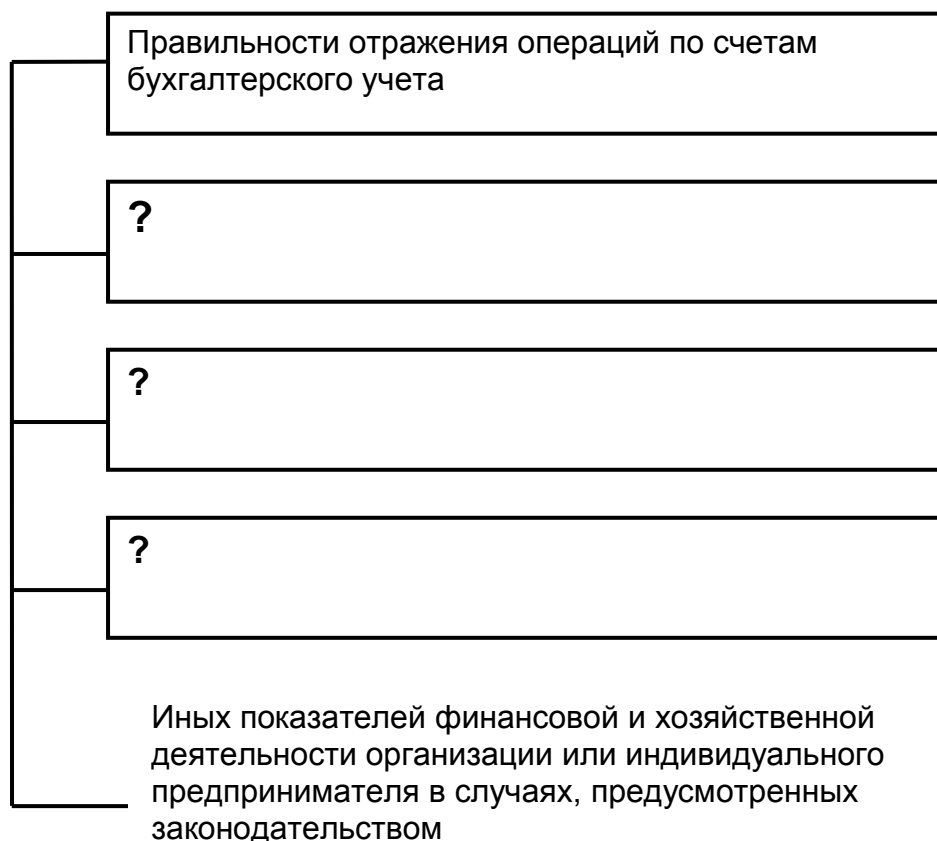 Правильности отражения операций по счетам
бухгалтерского учета
?
?
?
Иных показателей финансовой и хозяйственной
деятельности организации или индивидуального
предпринимателя в случаях, предусмотренных
законодательством